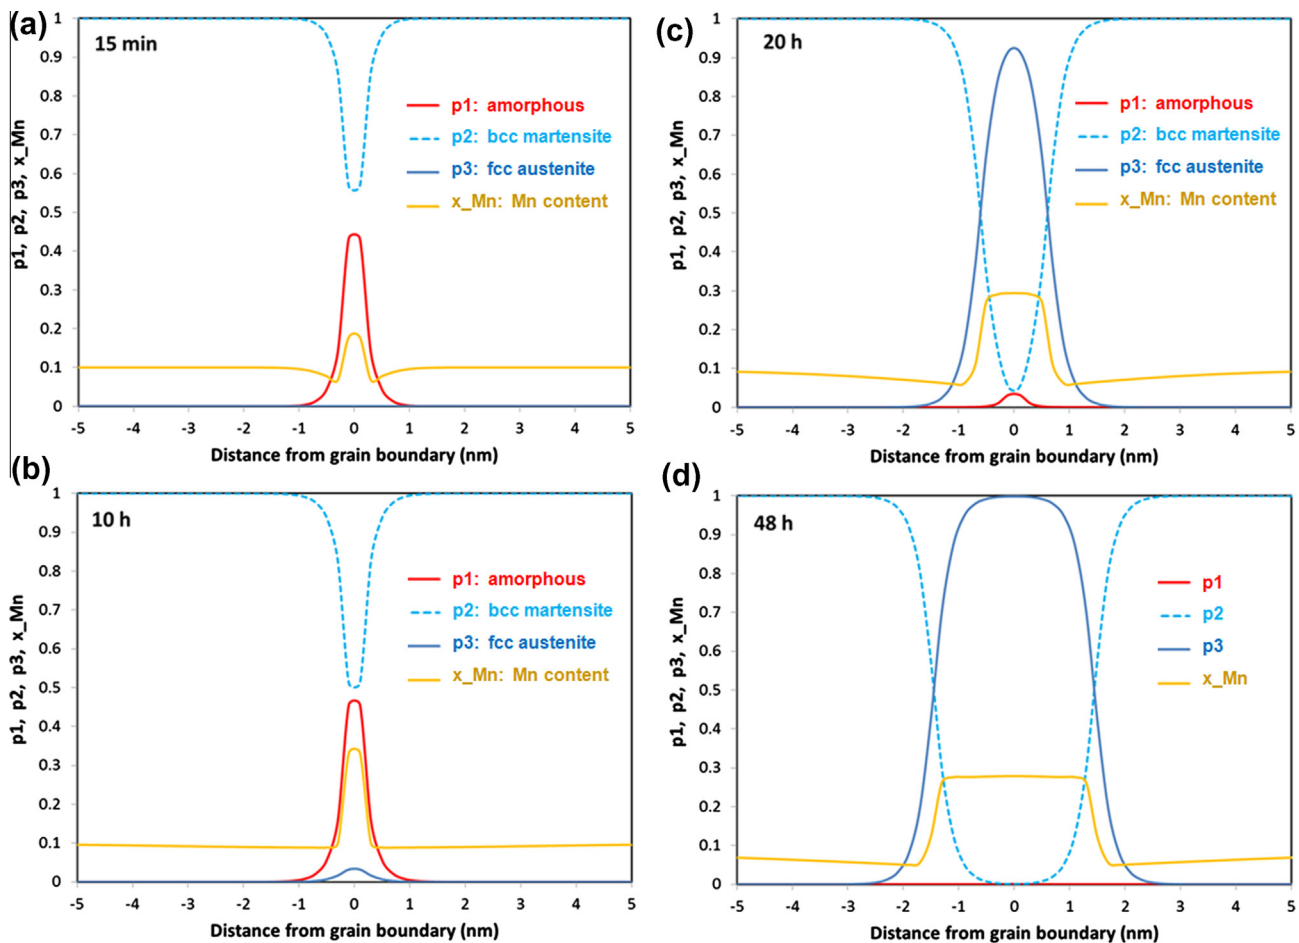 (a)
15 min
p1: amorphous
p2: bcc martensite
p3: fcc austenite
x_Mn: Mn content
p1, p2, p3, x_Mn
1
0.9
0.8
0.7
0.6
0.5
0.4
0.3
0.2
0.1
0
-5 -4 -3 -2 -1 0 1 2 3 4 5
Distance from grain boundary (nm)
(b)
10 h
p1: amorphous
p2: bcc martensite
p3: fcc austenite
x_Mn: Mn content
p1, p2, p3, x_Mn
1
0.9
0.8
0.7
0.6
0.5
0.4
0.3
0.2
0.1
0
-5 -4 -3 -2 -1 0 1 2 3 4 5
Distance from grain boundary (nm)
(c)
20 h
p1: amorphous
p2: bcc martensite
p3: fcc austenite
x_Mn: Mn content
p1, p2, p3, x_Mn
1
0.9
0.8
0.7
0.6
0.5
0.4
0.3
0.2
0.1
0
-5 -4 -3 -2 -1 0 1 2 3 4 5
Distance from grain boundary (nm)
(d)
48 h
p1
p2
p3
x_Mn
p1, p2, p3, x_Mn
1
0.9
0.8
0.7
0.6
0.5
0.4
0.3
0.2
0.1
0
-5 -4 -3 -2 -1 0 1 2 3 4 5
Distance from grain boundary (nm)